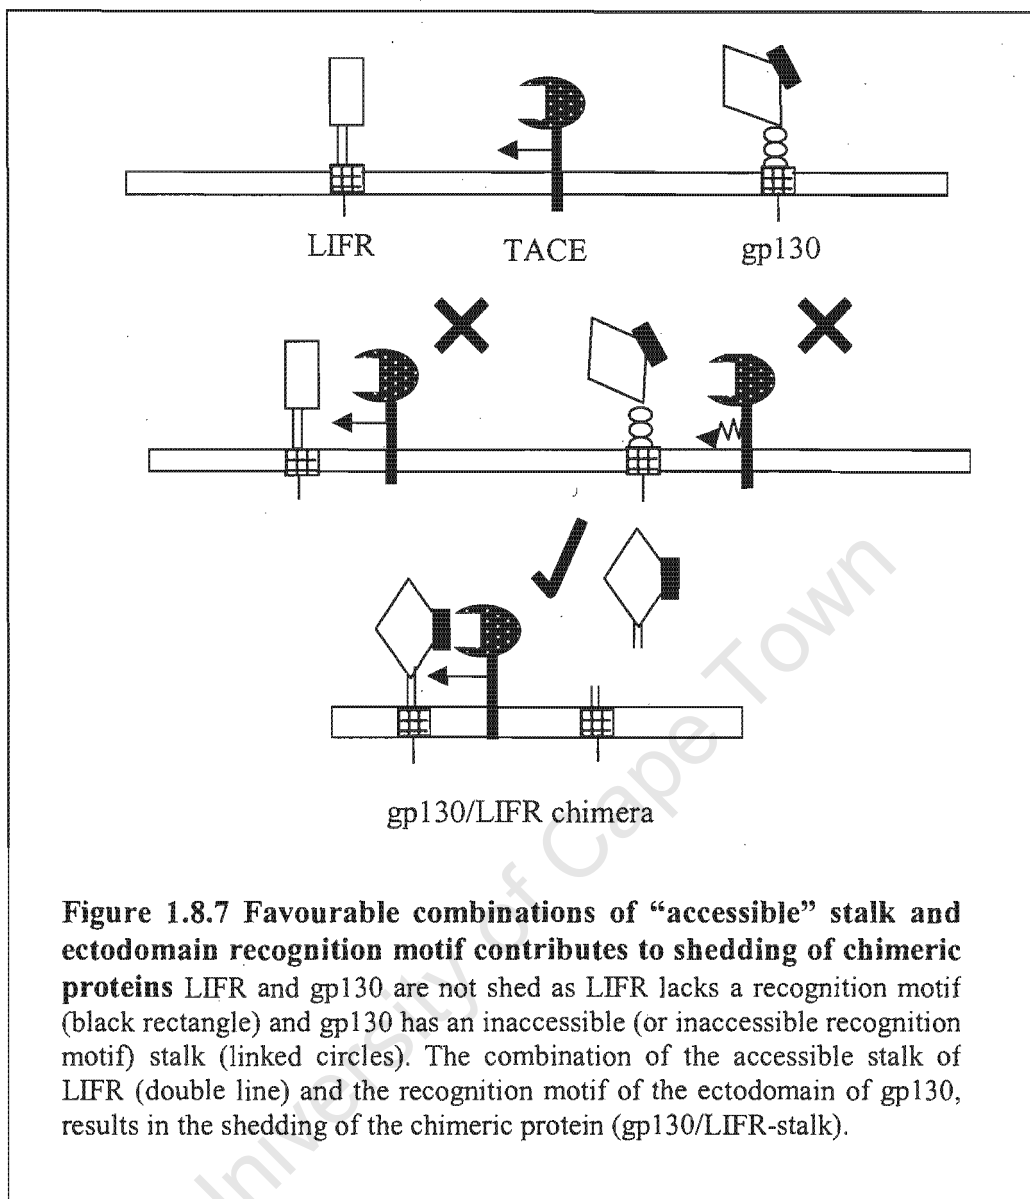 LIFR
TACE
gp130
gp130/LIFR chimera
Figure 1.8.7 Favourable combinations of “accessible” stalk and
ectodomain recognition motif contributes to shedding of chimeric
proteins LIFR and gp130 are not shed as LIFR lacks a recognition motif
(black rectangle) and gp130 has an inaccessible (or inaccessible recognition
motif) stalk (linked circles). The combination of the accessible stalk of
LIFR (double line) and the recognition motif of the ectodomain of gp130,
results in the shedding of the chimeric protein (gp130/LIFR-stalk).
University of Cape Town